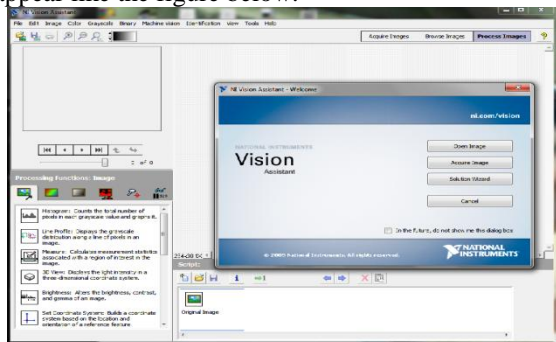 appear like the figure below.
NI Vision Assistant
File Edit Image Color Grayscale Binary Machine Vision Identification View Tools Help
Acquire Images Browse Images Process Images
NI Vision Assistant - Welcome
ni.com/vision
NATIONAL INSTRUMENTS
Vision
Assistant
Open Image
Acquire Image
Solution Wizard
Cancel
In the future, do not show me this dialog box
NATIONAL
INSTRUMENTS
Processing Functions: Image
Histogram: Counts the total number of
pixels in each grayscale value and graphs it.
Line Profile: Displays the grayscale
distribution along a line of pixels in an
image.
Measure: Calculates measurement statistics
associated with a region of interest in the
image.
3D View: Displays the light intensity in a
three-dimensional coordinate system.
Brightness: Alters the brightness, contrast,
and gamma of an image.
Set Coordinate System: Builds a coordinate
system based on the location and
orientation of a reference feature.
Script:
Original Image